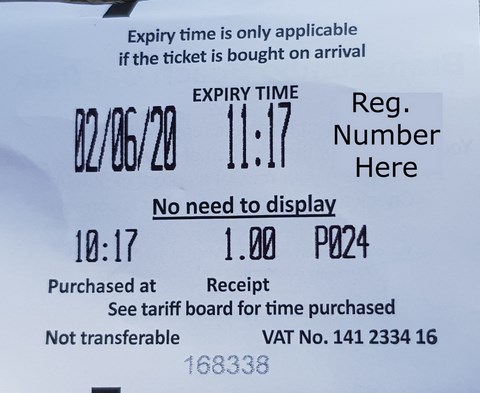 Expiry time is only applicable
if the ticket is bought on arrival
EXPIRY TIME
02/06/20 11:17
Reg.
Number
Here
No need to display
10:17 1.00 P024
Purchased at Receipt
See tariff board for time purchased
Not transferable VAT No. 141 2334 16
168338